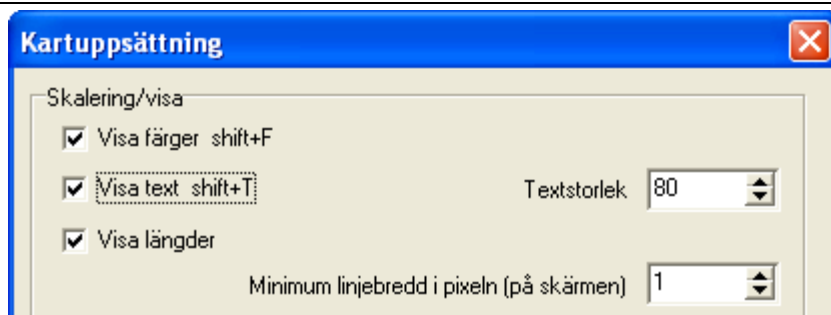 Kartuppsättning
Skalering/visa
Visa färger shift+F
Visa text shift+T Textstorlek 80
Visa längder
Minimum linjebredd i pixeln (på skärmen) 1